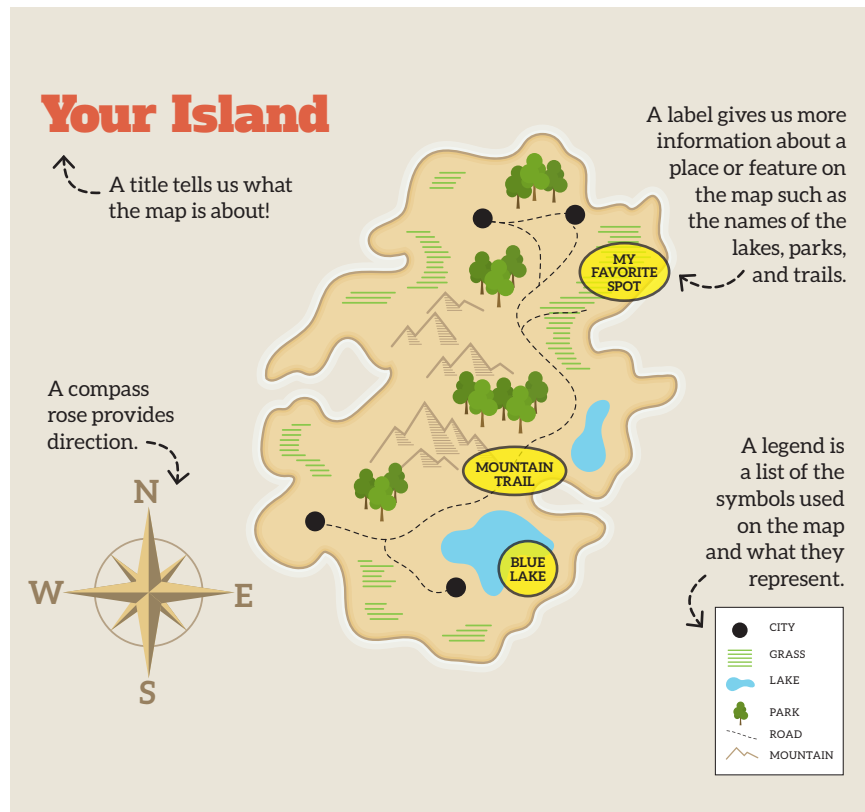 Your Island
A title tells us what
the map is about!
A label gives us more
information about a
place or feature on
the map such as
the names of the
lakes, parks,
and trails.
MY
FAVORITE
SPOT
A compass
rose provides
direction.
N
W
E
S
MOUNTAIN
TRAIL
BLUE
LAKE
A legend is
a list of the
symbols used
on the map
and what they
represent.
CITY
GRASS
LAKE
PARK
ROAD
MOUNTAIN